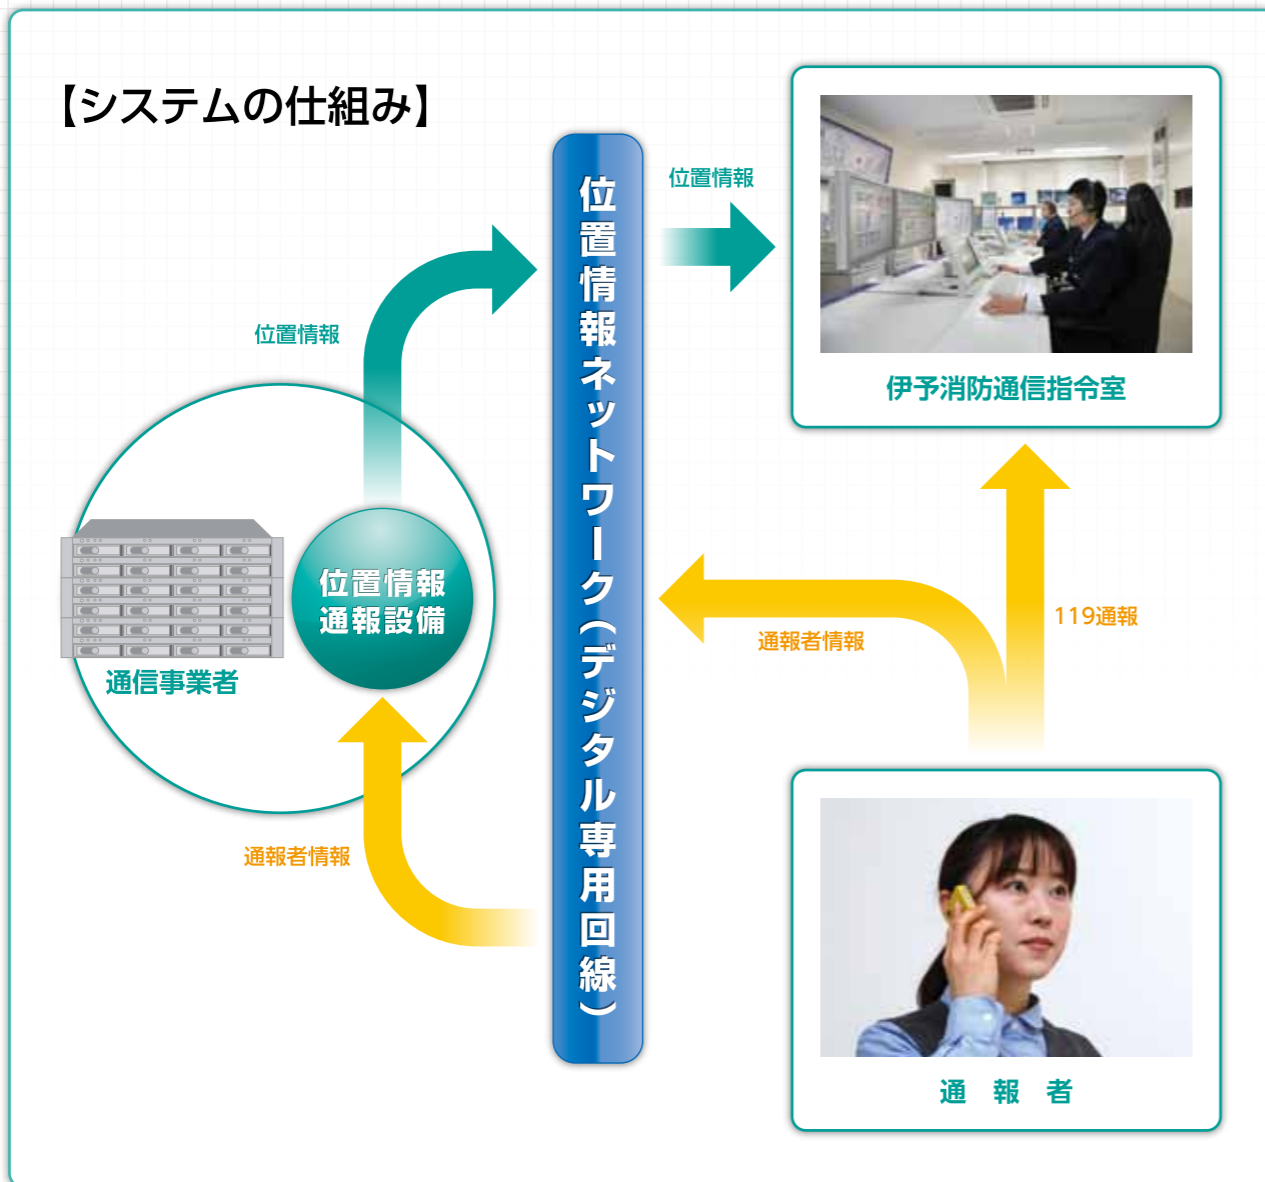 【システムの仕組み】
位置情報
位置情報
伊予消防通信指令室
位置情報ネットワーク(デジタル専用回線)
位置情報
通報設備
通信事業者
119通報
通報者情報
通報者情報
通 報 者